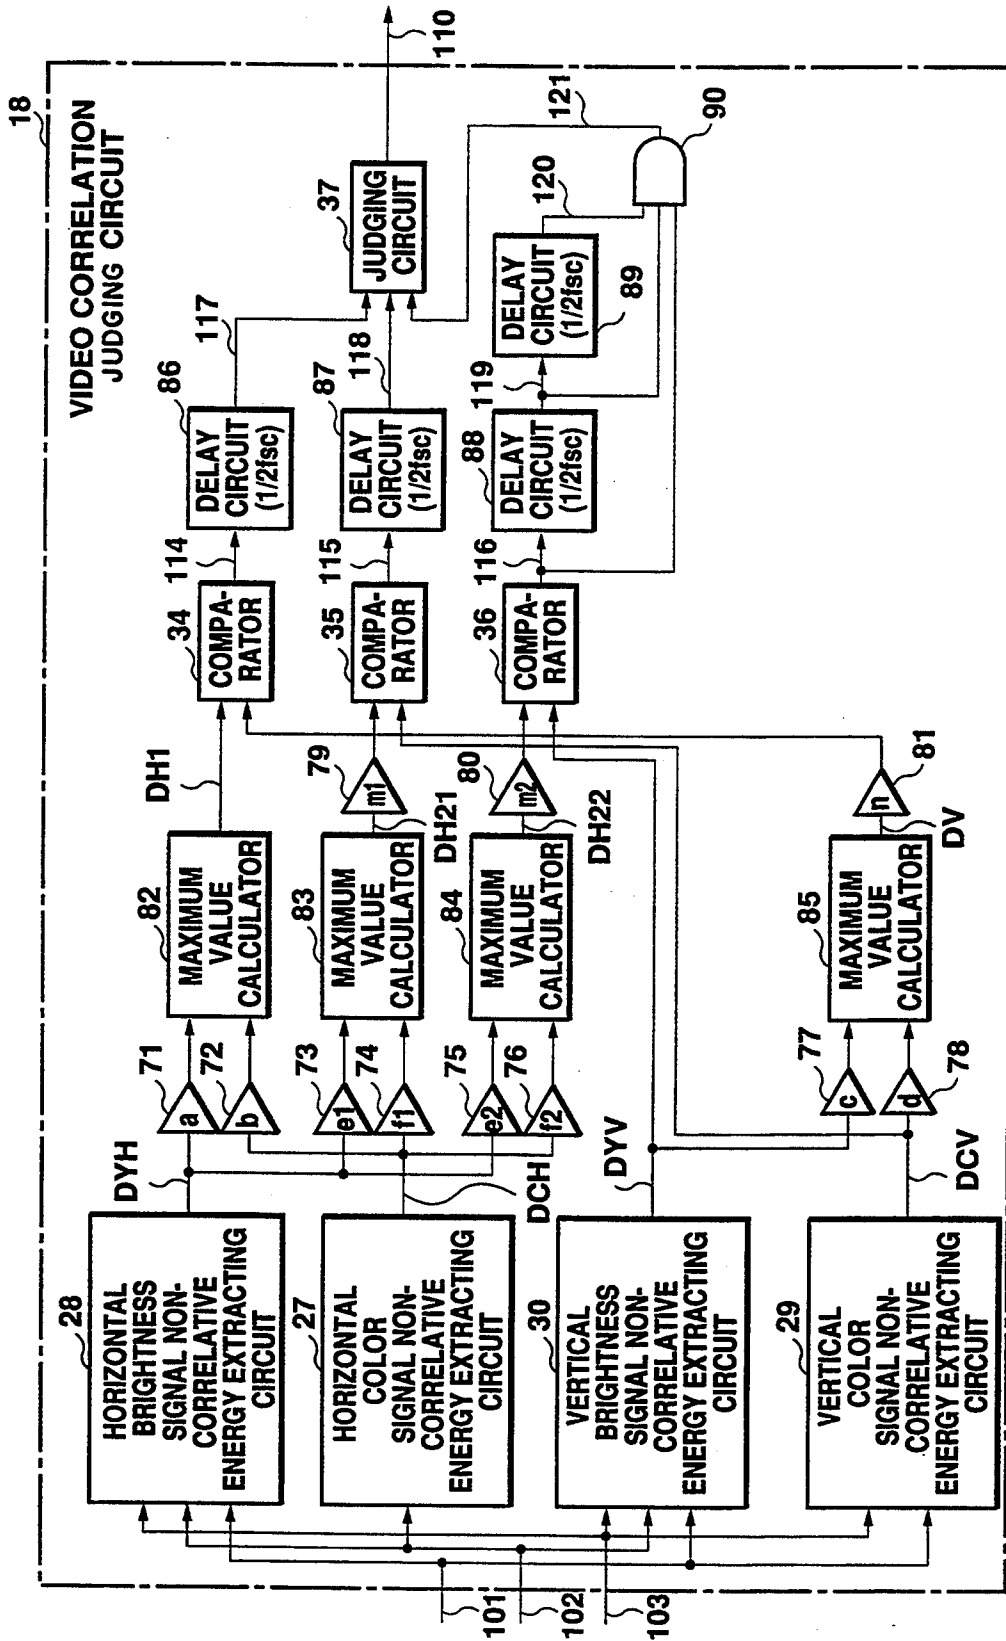 18
VIDEO CORRELATION
JUDGING CIRCUIT
28
HORIZONTAL
BRIGHTNESS
SIGNAL NON-
CORRELATIVE
ENERGY EXTRACTING
CIRCUIT
27
HORIZONTAL
COLOR
SIGNAL NON-
CORRELATIVE
ENERGY EXTRACTING
CIRCUIT
30
VERTICAL
BRIGHTNESS
SIGNAL NON-
CORRELATIVE
ENERGY EXTRACTING
CIRCUIT
29
VERTICAL
COLOR
SIGNAL NON-
CORRELATIVE
ENERGY EXTRACTING
CIRCUIT
101
102
103
DYH
DCH
DYV
DCV
71
a
72
b
73
e1
74
f1
75
e2
76
f2
77
c
78
d
82
MAXIMUM
VALUE
CALCULATOR
83
MAXIMUM
VALUE
CALCULATOR
84
MAXIMUM
VALUE
CALCULATOR
85
MAXIMUM
VALUE
CALCULATOR
DH1
DH21
DH22
DV
79
m1
80
m2
81
n
34
COMPA-
RATOR
35
COMPA-
RATOR
36
COMPA-
RATOR
114
115
116
86
DELAY
CIRCUIT
(1/2fsc)
87
DELAY
CIRCUIT
(1/2fsc)
88
DELAY
CIRCUIT
(1/2fsc)
117
118
119
DELAY
CIRCUIT
(1/2fsc)
89
37
JUDGING
CIRCUIT
120
121
90
110